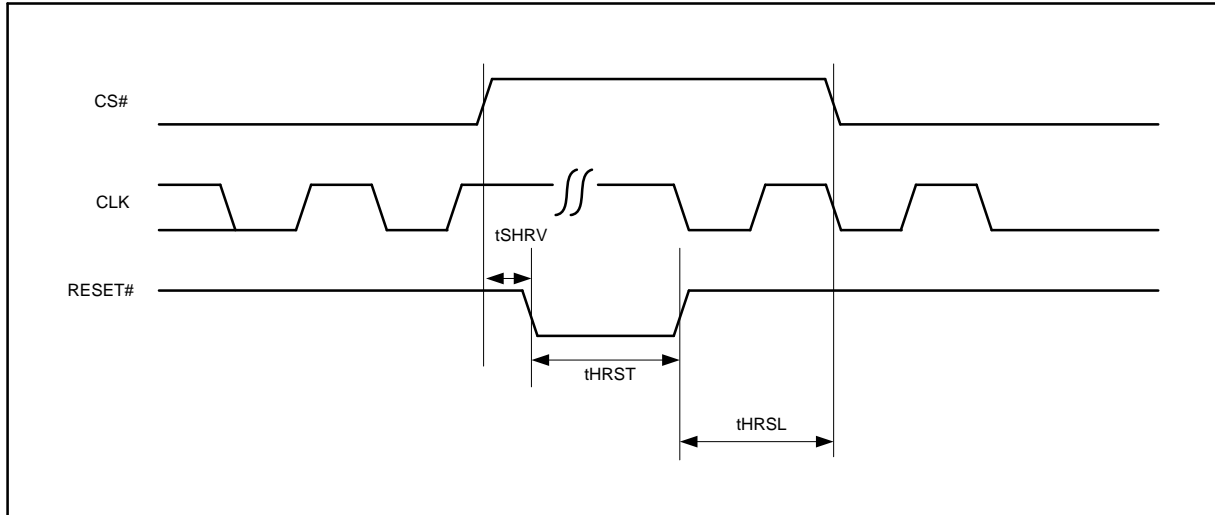 CS#
CLK
tSHRV
RESET#
tHRST
tHRSL